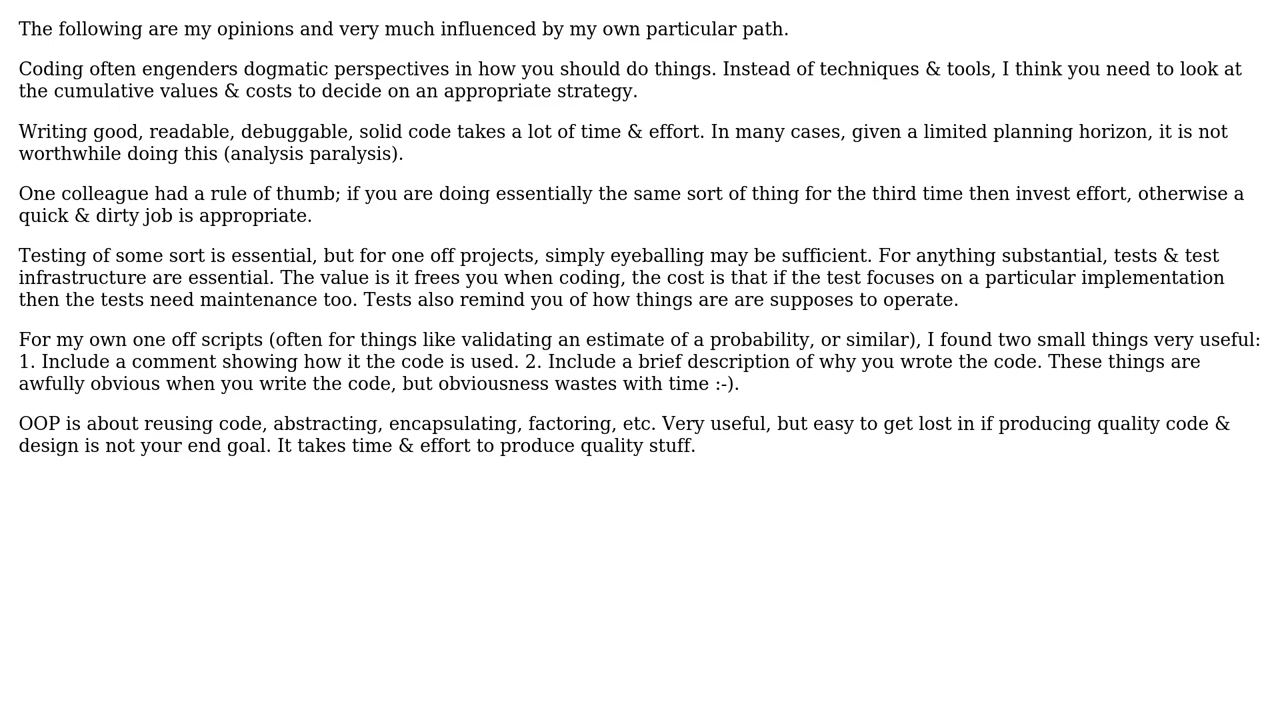 The following are my opinions and very much influenced by my own particular path.
Coding often engenders dogmatic perspectives in how you should do things. Instead of techniques & tools, I think you need to look at
the cumulative values & costs to decide on an appropriate strategy.
Writing good, readable, debuggable, solid code takes a lot of time & effort. In many cases, given a limited planning horizon, it is not
worthwhile doing this (analysis paralysis).
One colleague had a rule of thumb; if you are doing essentially the same sort of thing for the third time then invest effort, otherwise a
quick & dirty job is appropriate.
Testing of some sort is essential, but for one off projects, simply eyeballing may be sufficient. For anything substantial, tests & test
infrastructure are essential. The value is it frees you when coding, the cost is that if the test focuses on a particular implementation
then the tests need maintenance too. Tests also remind you of how things are are supposes to operate.
For my own one off scripts (often for things like validating an estimate of a probability, or similar), I found two small things very useful:
1. Include a comment showing how it the code is used. 2. Include a brief description of why you wrote the code. These things are
awfully obvious when you write the code, but obviousness wastes with time :-).
OOP is about reusing code, abstracting, encapsulating, factoring, etc. Very useful, but easy to get lost in if producing quality code &
design is not your end goal. It takes time & effort to produce quality stuff.